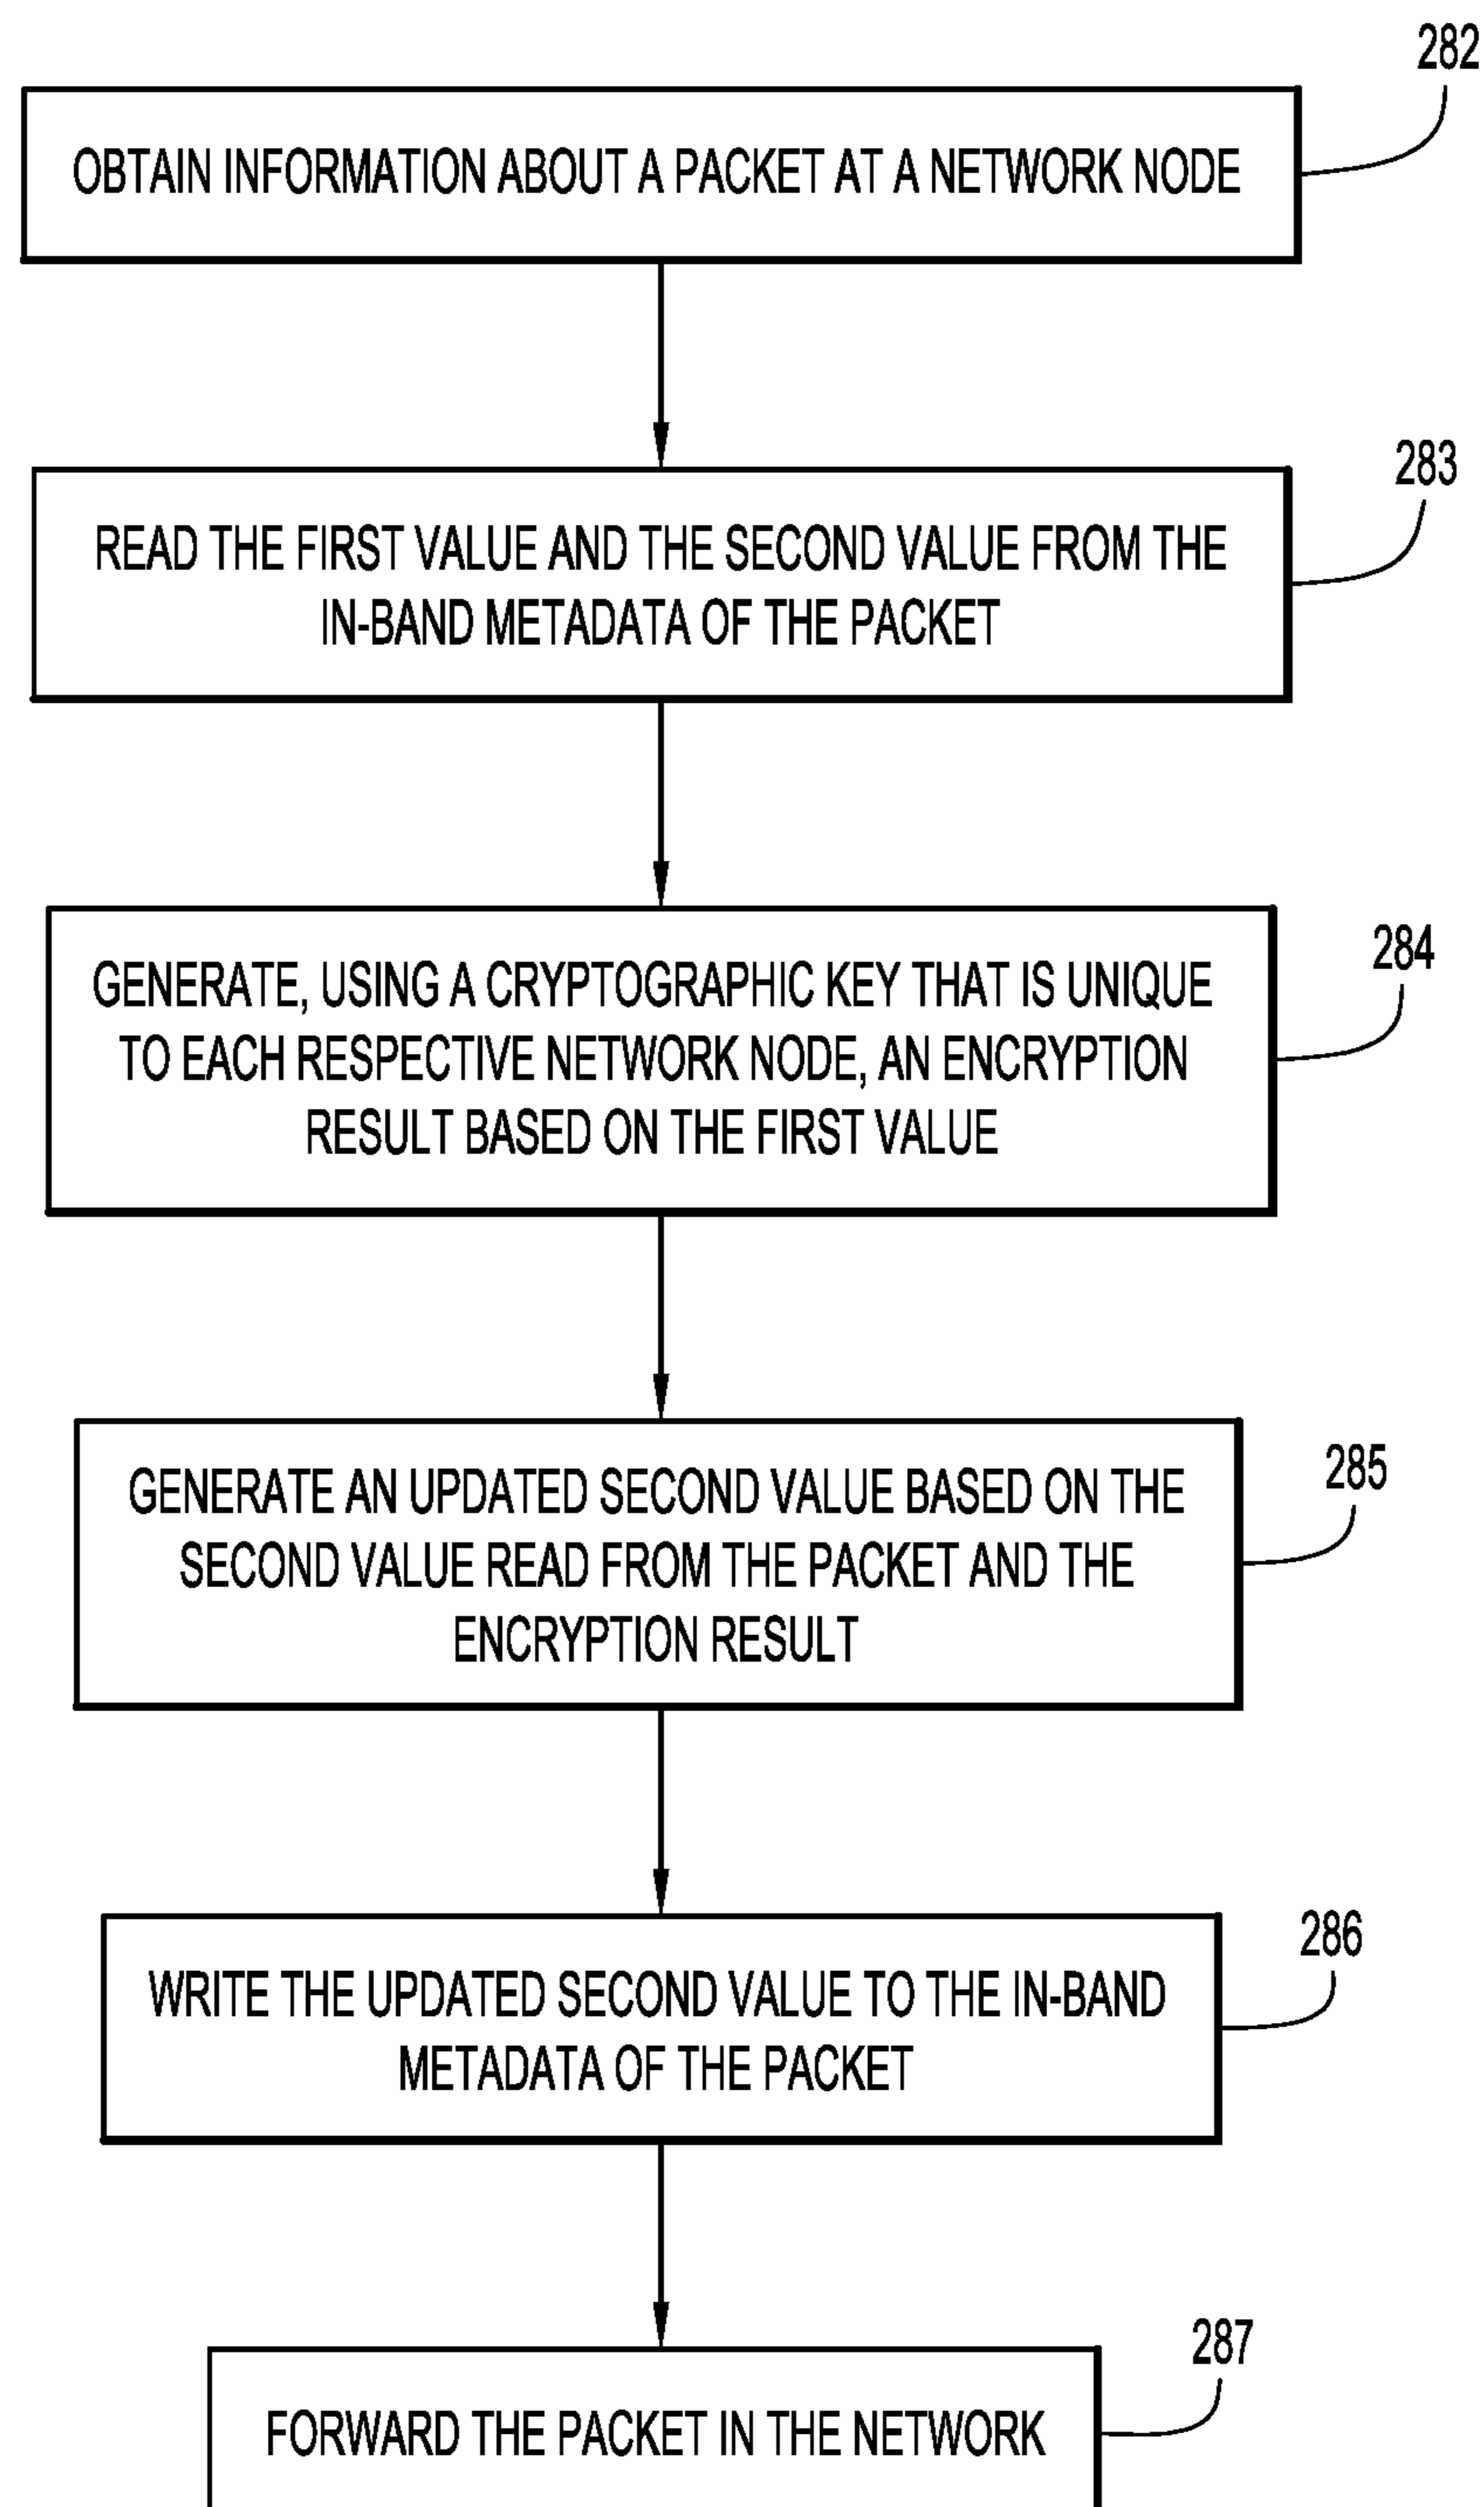 282
OBTAIN INFORMATION ABOUT A PACKET AT A NETWORK NODE
283
READ THE FIRST VALUE AND THE SECOND VALUE FROM THE
IN-BAND METADATA OF THE PACKET
284
GENERATE, USING A CRYPTOGRAPHIC KEY THAT IS UNIQUE
TO EACH RESPECTIVE NETWORK NODE, AN ENCRYPTION
RESULT BASED ON THE FIRST VALUE
285
GENERATE AN UPDATED SECOND VALUE BASED ON THE
SECOND VALUE READ FROM THE PACKET AND THE
ENCRYPTION RESULT
286
WRITE THE UPDATED SECOND VALUE TO THE IN-BAND
METADATA OF THE PACKET
287
FORWARD THE PACKET IN THE NETWORK